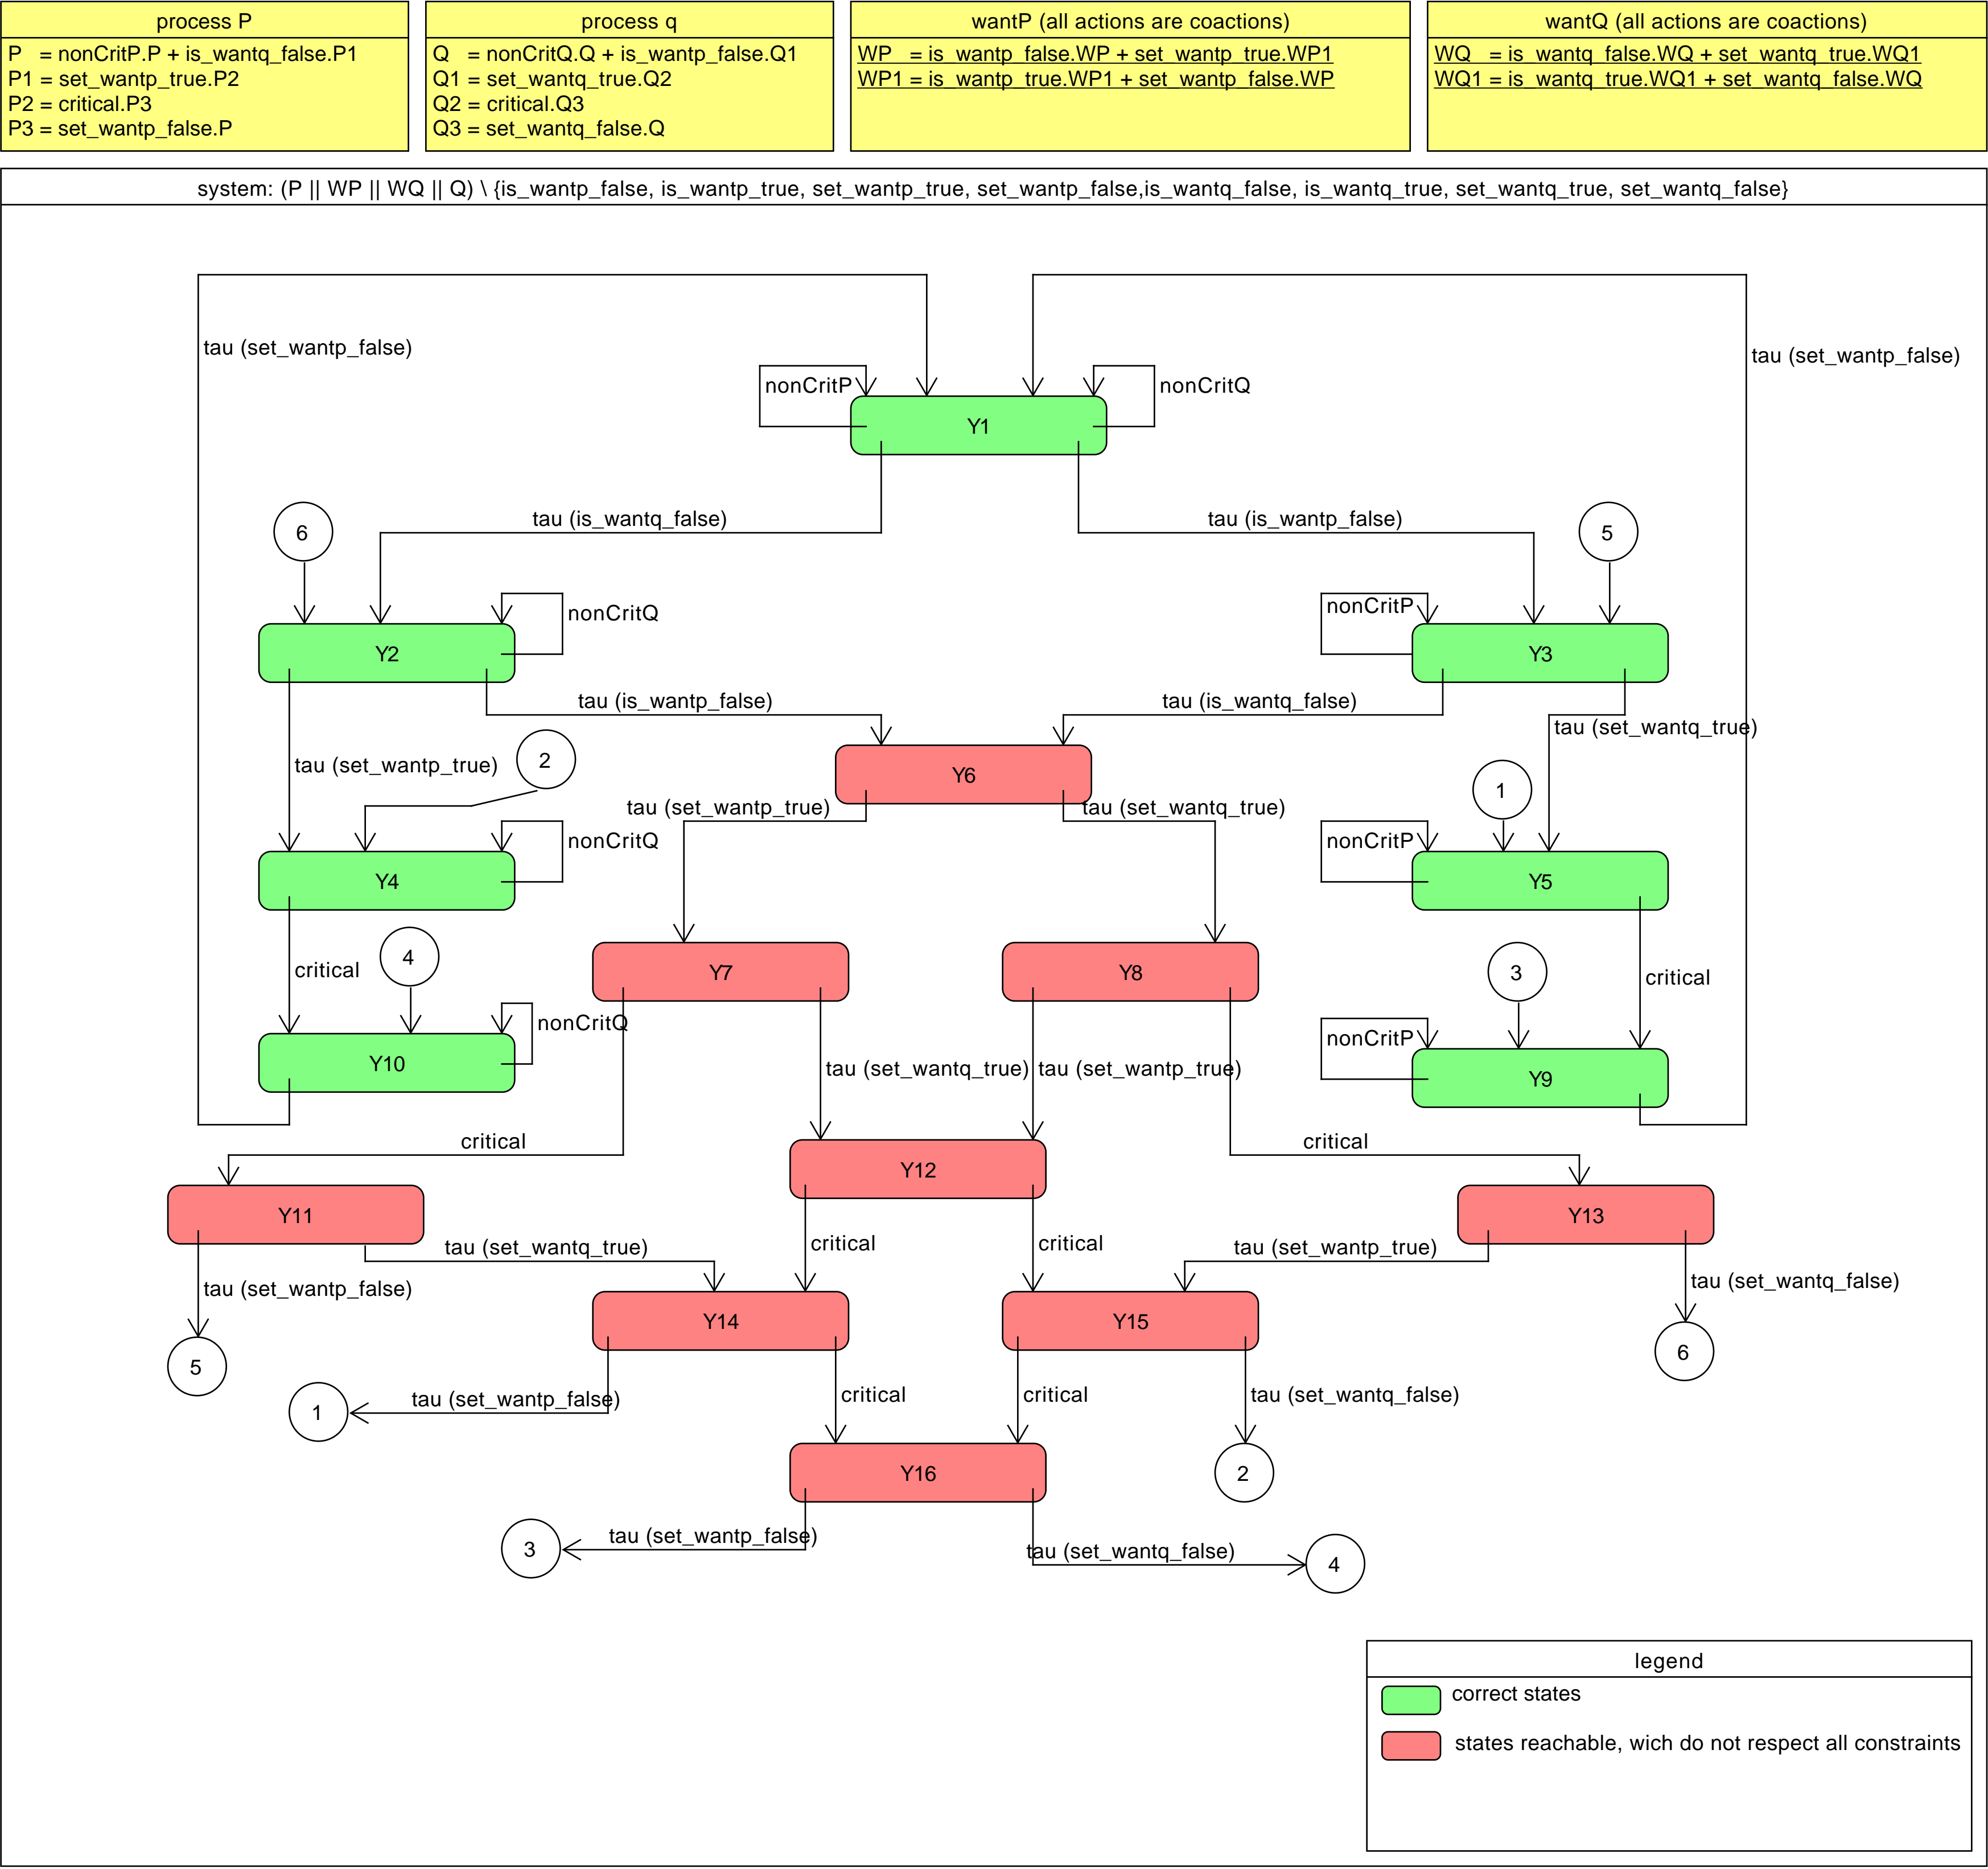 process P
P = nonCritP.P + is_wantq_false.P1
P1 = set_wantp_true.P2
P2 = critical.P3
P3 = set_wantp_false.P
process q
Q = nonCritQ.Q + is_wantp_false.Q1
Q1 = set_wantq_true.Q2
Q2 = critical.Q3
Q3 = set_wantq_false.Q
wantP (all actions are coactions)
WP = is_wantp_false.WP + set_wantp_true.WP1
WP1 = is_wantp_true.WP1 + set_wantp_false.WP
wantQ (all actions are coactions)
WQ = is_wantq_false.WQ + set_wantq_true.WQ1
WQ1 = is_wantq_true.WQ1 + set_wantq_false.WQ
system: (P || WP || WQ || Q) \ {is_wantp_false, is_wantp_true, set_wantp_true, set_wantp_false,is_wantq_false, is_wantq_true, set_wantq_true, set_wantq_false}
tau (set_wantp_false)
tau (set_wantp_false)
nonCritP
nonCritQ
Y1
tau (is_wantq_false)
tau (is_wantp_false)
6
5
nonCritQ
nonCritP
Y2
Y3
tau (is_wantp_false)
tau (is_wantq_false)
tau (set_wantq_true)
tau (set_wantp_true)
2
Y6
1
tau (set_wantp_true)
tau (set_wantq_true)
nonCritQ
nonCritP
Y4
Y5
critical
4
Y7
Y8
3
critical
nonCritQ
nonCritP
Y10
Y9
tau (set_wantq_true)
tau (set_wantp_true)
critical
critical
Y12
Y11
Y13
tau (set_wantq_true)
critical
critical
tau (set_wantp_true)
tau (set_wantp_false)
tau (set_wantq_false)
Y14
Y15
5
6
1
tau (set_wantp_false)
critical
critical
tau (set_wantq_false)
Y16
2
3
tau (set_wantp_false)
tau (set_wantq_false)
4
legend
correct states
states reachable, wich do not respect all constraints